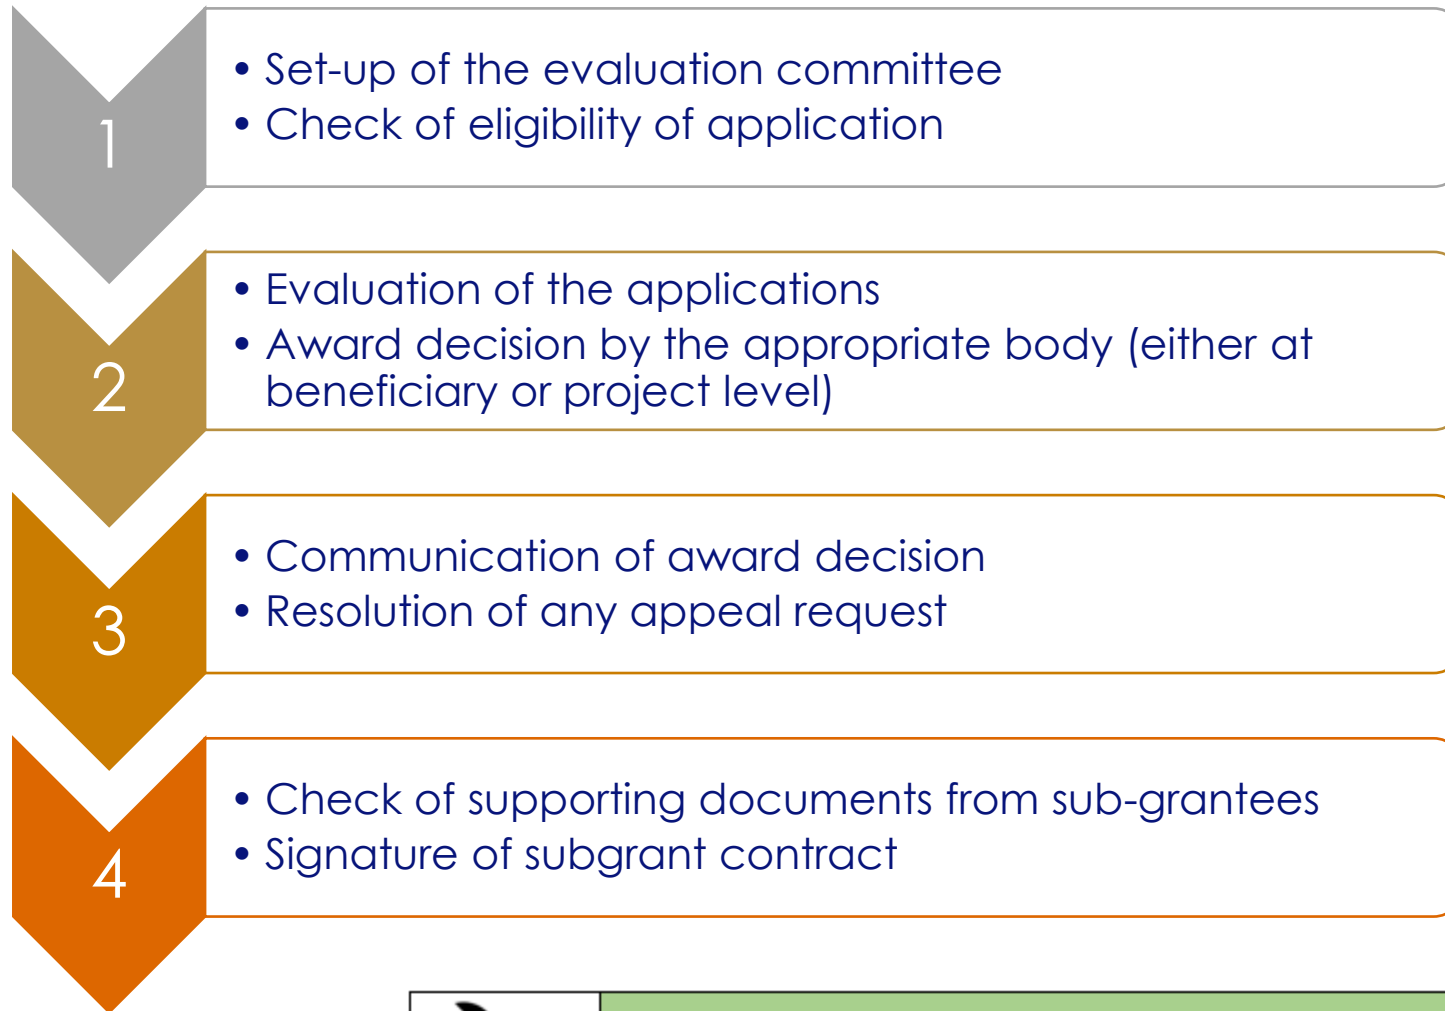 1
• Set-up of the evaluation committee
• Check of eligibility of application
2
• Evaluation of the applications
• Award decision by the appropriate body (either at
beneficiary or project level)
3
• Communication of award decision
• Resolution of any appeal request
4
• Check of supporting documents from sub-grantees
• Signature of subgrant contract